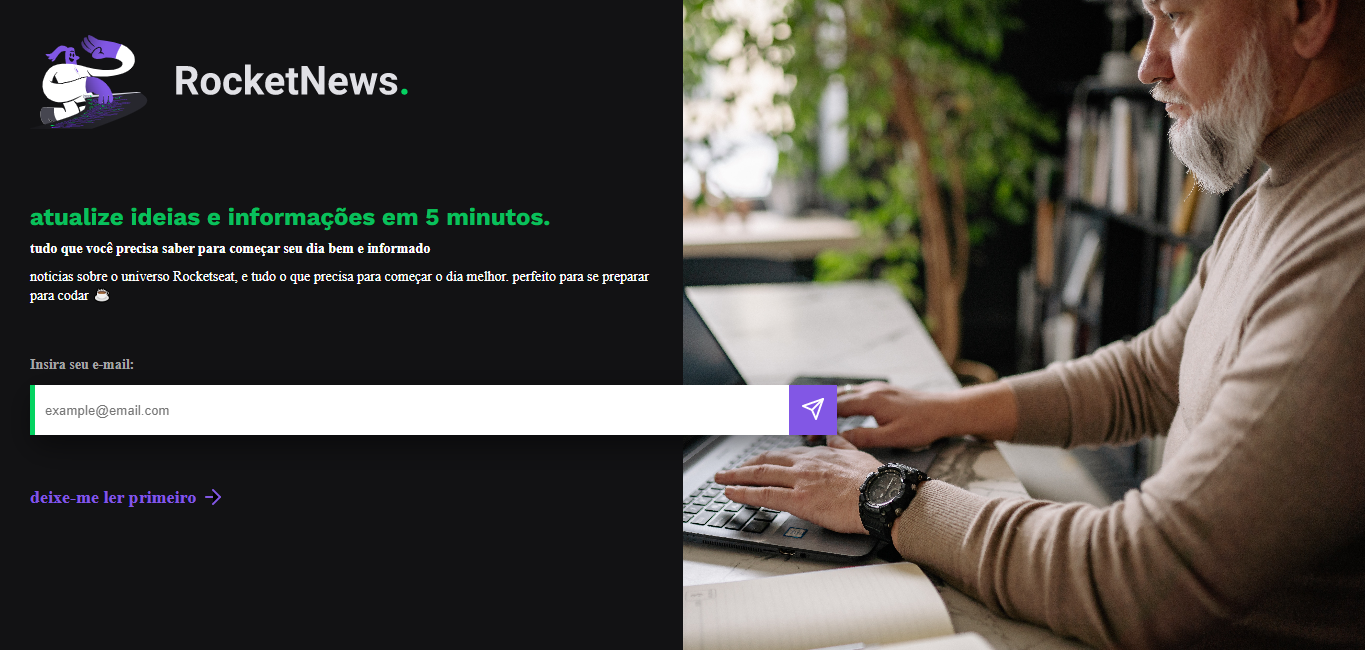 RocketNews.
atualize ideias e informações em 5 minutos.
tudo que você precisa saber para começar seu dia bem e informado
noticias sobre o universo Rocketseat, e tudo o que precisa para começar o dia melhor. perfeito para se preparar
para codar ☕
Insira seu e-mail:
example@email.com
deixe-me ler primeiro →